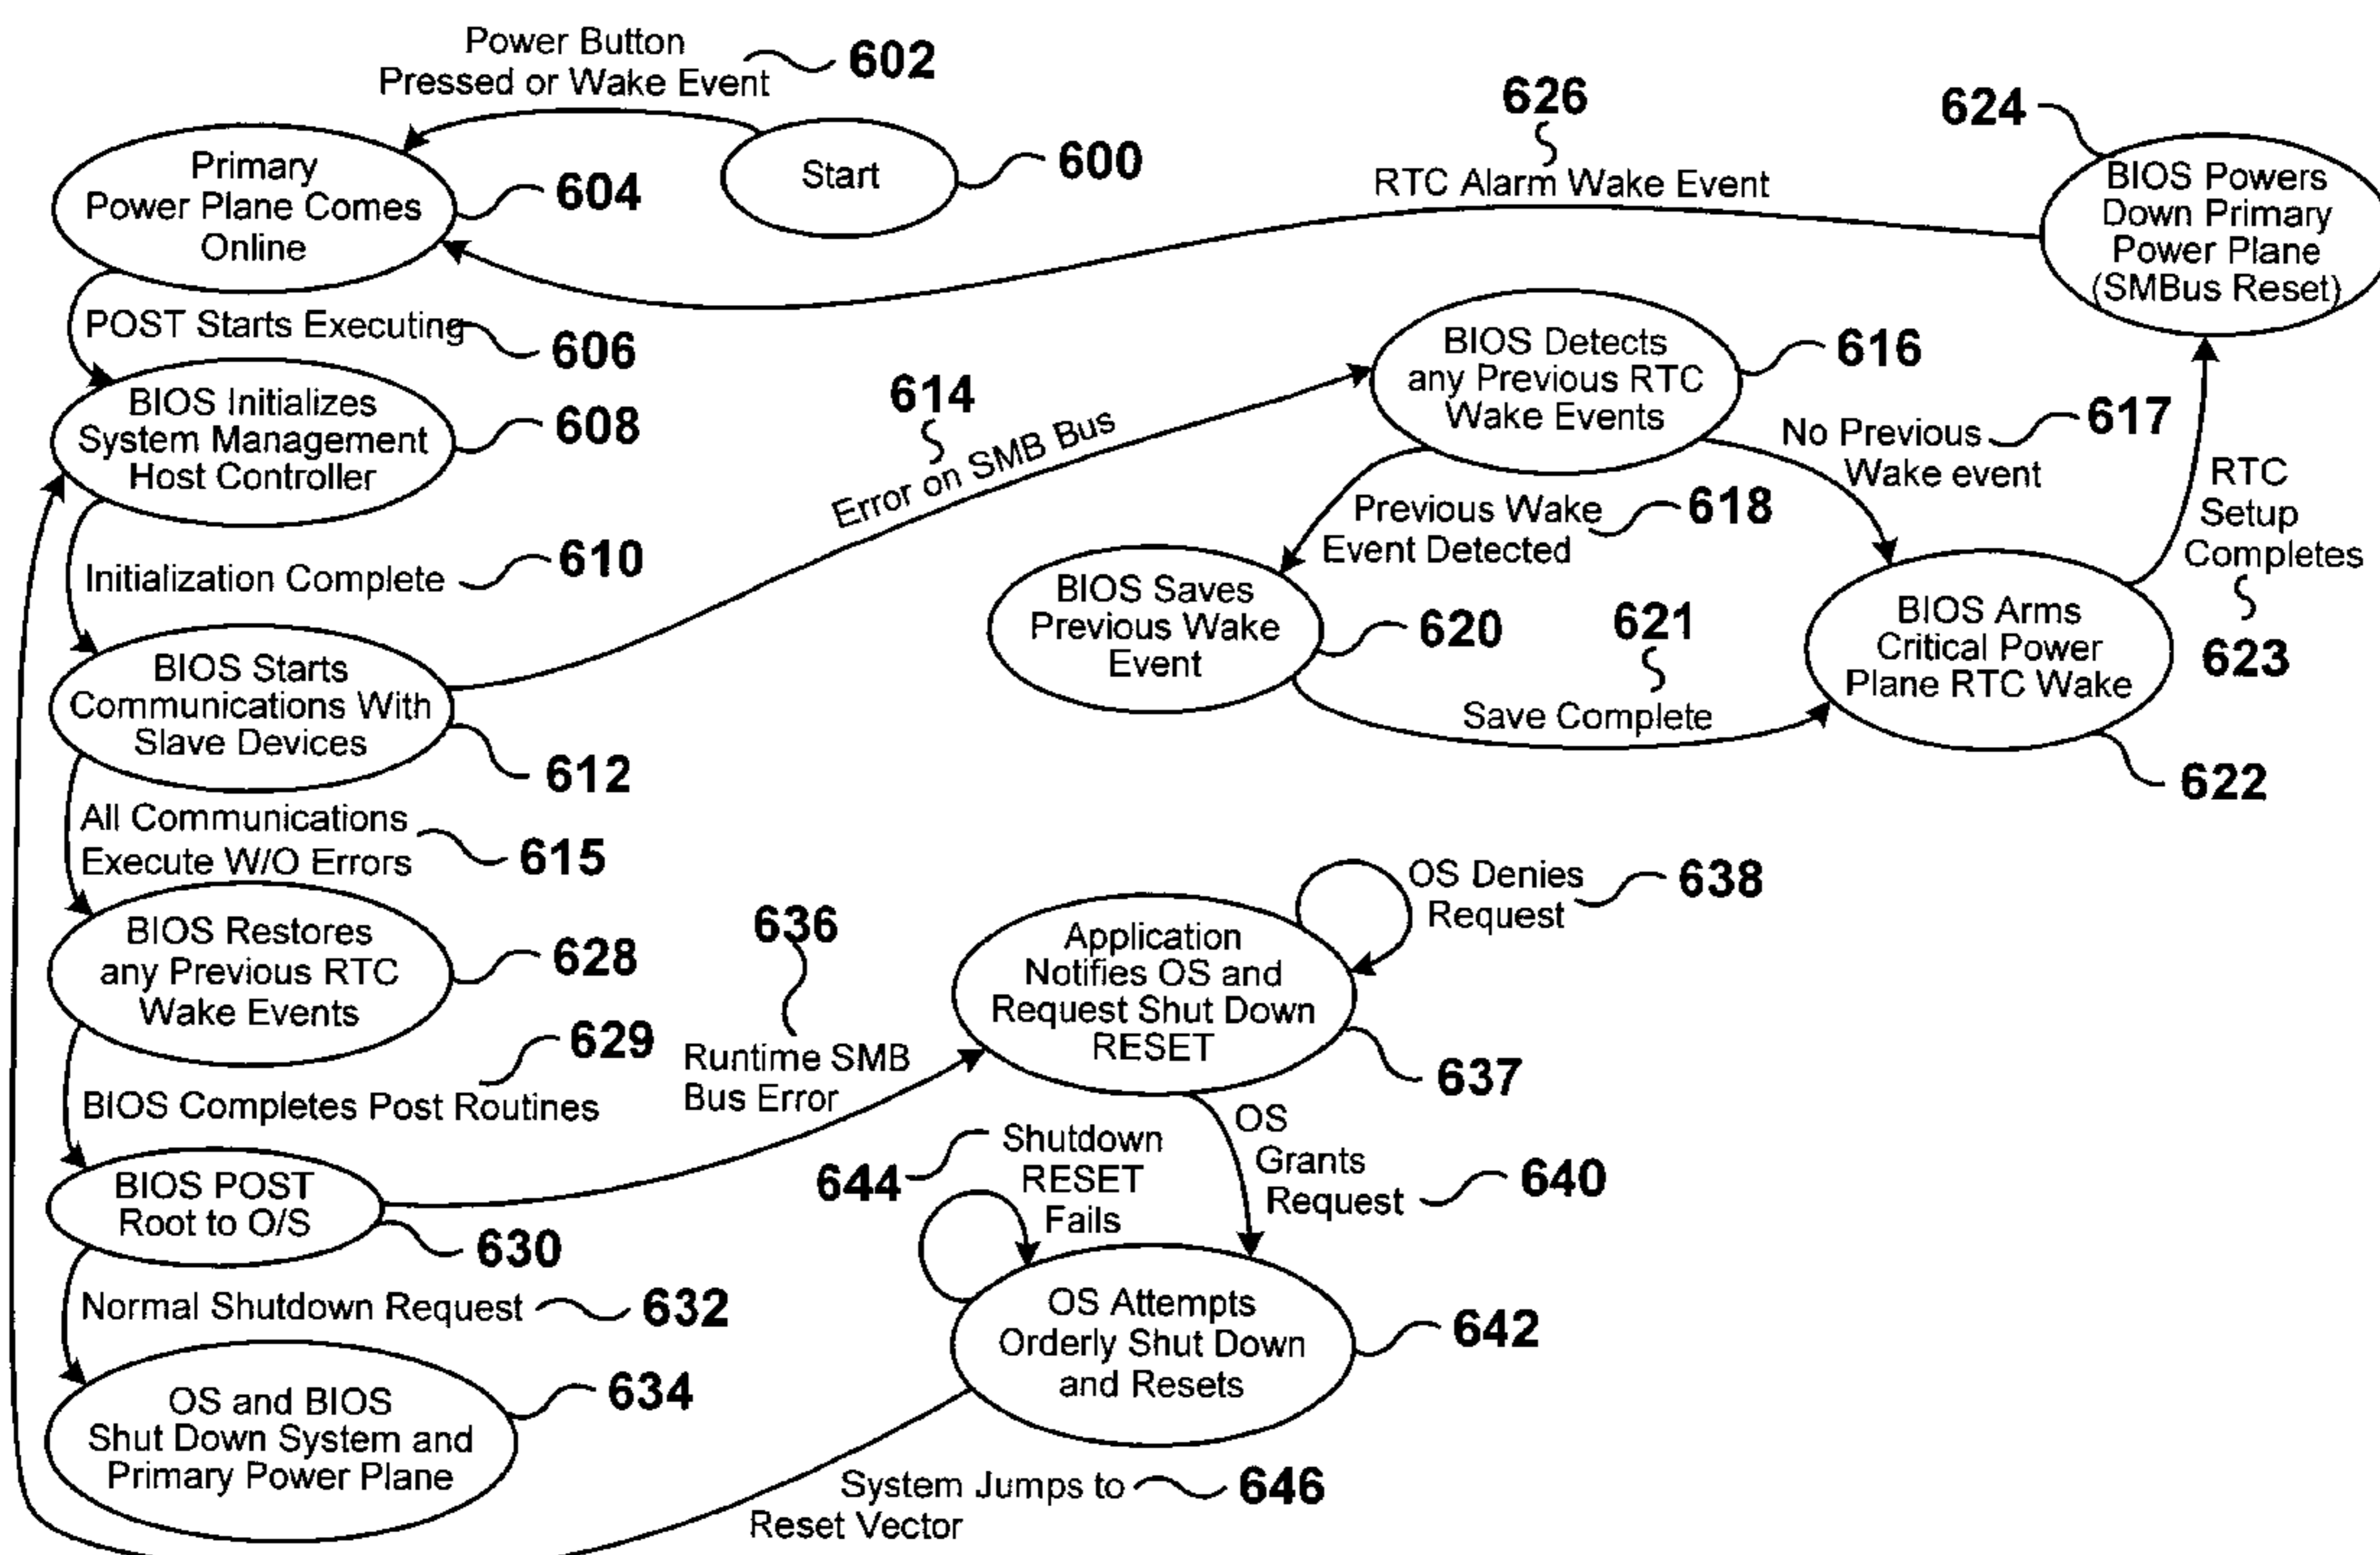 Power Button
Pressed or Wake Event
602
Start
600
Primary
Power Plane Comes
Online
604
626
RTC Alarm Wake Event
624
BIOS Powers
Down Primary
Power Plane
(SMBus Reset)
POST Starts Executing
606
BIOS Initializes
System Management
Host Controller
608
614
Error on SMB Bus
BIOS Detects
any Previous RTC
Wake Events
616
No Previous
Wake event
617
RTC
Setup
Completes
623
Previous Wake
Event Detected
618
Initialization Complete
610
BIOS Saves
Previous Wake
Event
620
621
Save Complete
BIOS Arms
Critical Power
Plane RTC Wake
622
BIOS Starts
Communications With
Slave Devices
612
All Communications
Execute W/O Errors
615
BIOS Restores
any Previous RTC
Wake Events
628
636
Runtime SMB
Bus Error
Application
Notifies OS and
Request Shut Down
RESET
637
OS Denies
Request
638
629
BIOS Completes Post Routines
OS
Grants
Request
640
644
Shutdown
RESET
Fails
BIOS POST
Root to O/S
630
Normal Shutdown Request
632
OS Attempts
Orderly Shut Down
and Resets
642
OS and BIOS
Shut Down System and
Primary Power Plane
634
System Jumps to
Reset Vector
646